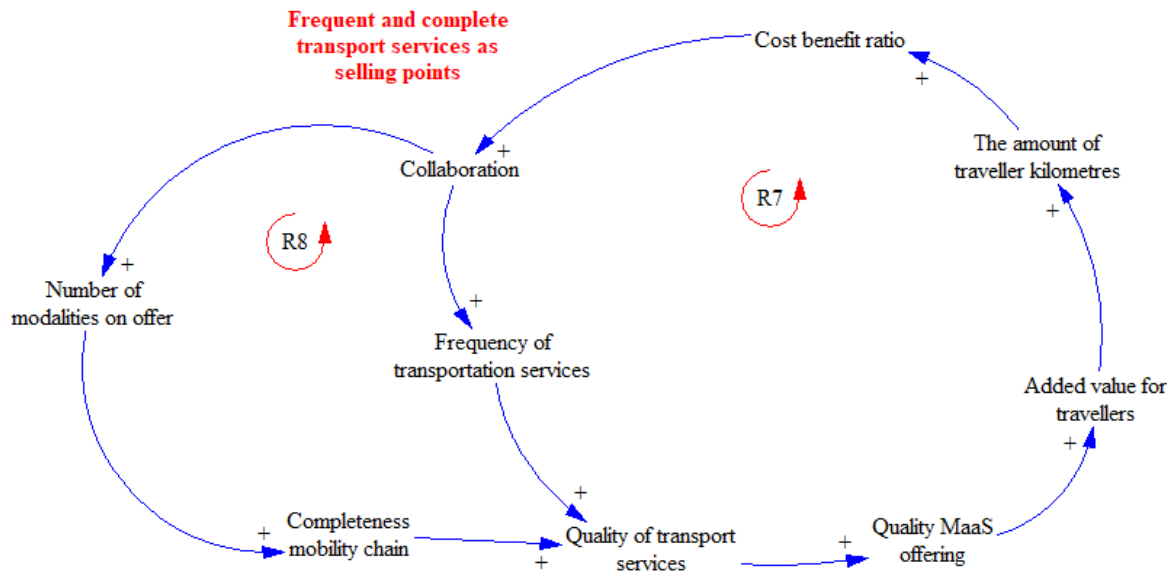 Frequent and complete
transport services as
selling points
Cost benefit ratio
+
The amount of
traveller kilometres
+
+
Collaboration
R7
R8
+
Number of
modalities on offer
+
Frequency of
transportation services
Added value for
travellers
+
+
Completeness
mobility chain
+
+
Quality of transport
services
+
Quality MaaS
offering
+